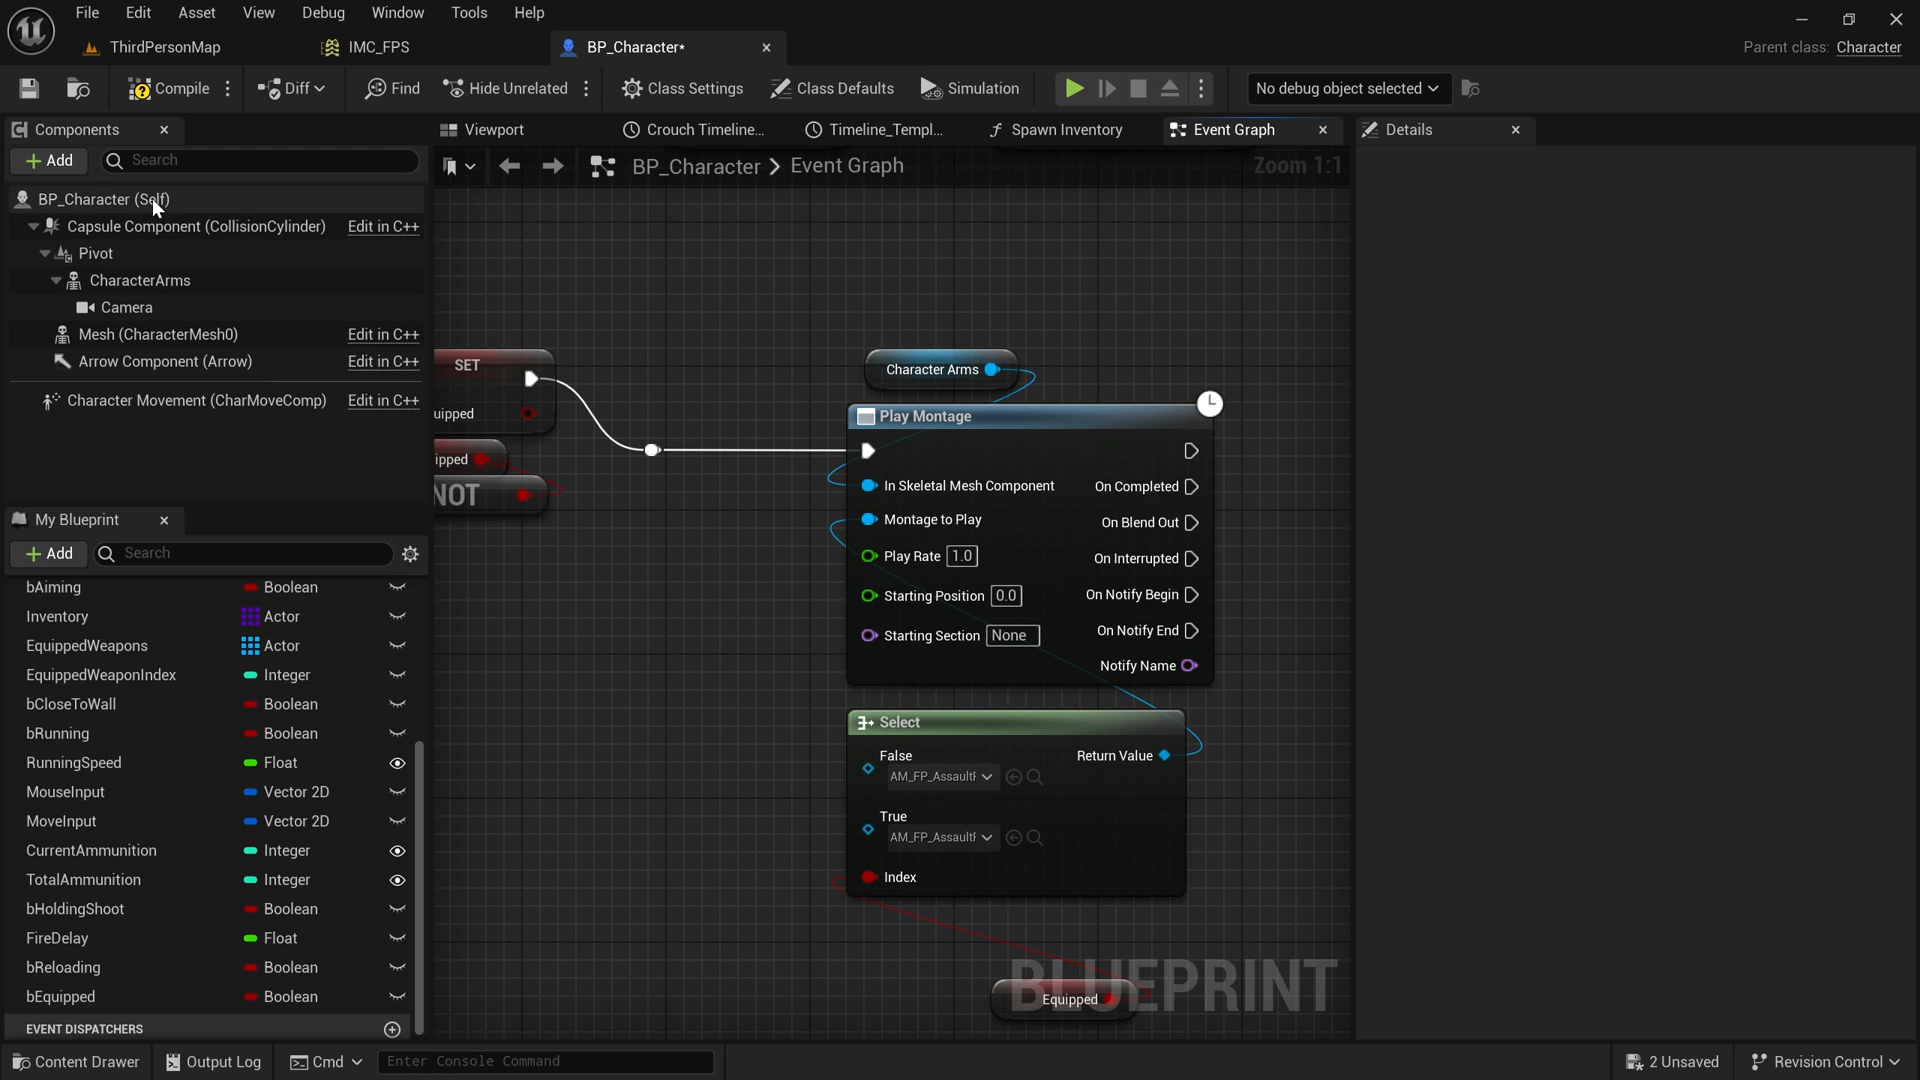 File Edit Asset View Debug Window Tools Help
ThirdPersonMap IMC_FPS BP_Character* Parent class: Character
Compile Diff Find Hide Unrelated Class Settings Class Defaults Simulation No debug object selected
Components Viewport Crouch Timeline... Timeline_Templ... Spawn Inventory Event Graph Details
Add Search BP_Character > Event Graph Zoom 1:1
BP_Character (Self)
Capsule Component (CollisionCylinder) Edit in C++
Pivot
CharacterArms
Camera
Mesh (CharacterMesh0) Edit in C++
Arrow Component (Arrow) Edit in C++
Character Movement (CharMoveComp) Edit in C++
My Blueprint
Add Search
bAiming Boolean
Inventory Actor
EquippedWeapons Actor
EquippedWeaponIndex Integer
bCloseToWall Boolean
bRunning Boolean
RunningSpeed Float
MouseInput Vector 2D
MoveInput Vector 2D
CurrentAmmunition Integer
TotalAmmunition Integer
bHoldingShoot Boolean
FireDelay Float
bReloading Boolean
bEquipped Boolean
EVENT DISPATCHERS
SET
uipped
ipped
NOT
Character Arms
Play Montage
In Skeletal Mesh Component On Completed
Montage to Play On Blend Out
Play Rate 1.0 On Interrupted
Starting Position 0.0 On Notify Begin
Starting Section None On Notify End
Notify Name
Select
False Return Value
AM_FP_Assault
True
AM_FP_Assault
Index
Equipped
BLUEPRINT
Content Drawer Output Log Cmd Enter Console Command 2 Unsaved Revision Control